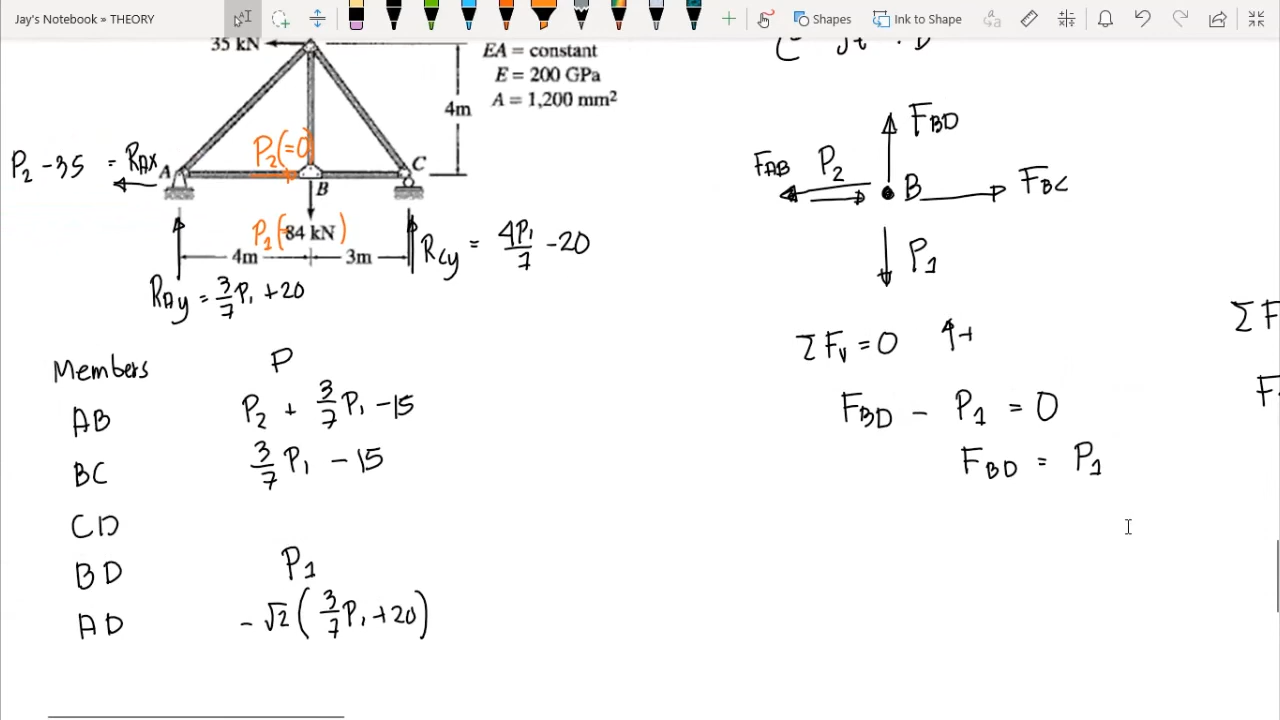 Jay's Notebook » THEORY
Shapes
Ink to Shape
35 kN
EA = constant
E = 200 GPa
A = 1,200 mm²
4m
P₂ - 35 = R_Ax
A
P₂(=0)
B
C
P₁(=84 kN)
4m
3m
R_Cy = 4P₁/7 - 20
R_Ay = 3/7 P₁ + 20
Members P
AB P₂ + 3/7 P₁ - 15
BC 3/7 P₁ - 15
CD
BD P₁
AD - √2 ( 3/7 P₁ + 20)
F_BD
F_AB P₂ B F_BC
P₁
ΣF_v = 0 ↑+
F_BD - P₁ = 0
F_BD = P₁
ΣF